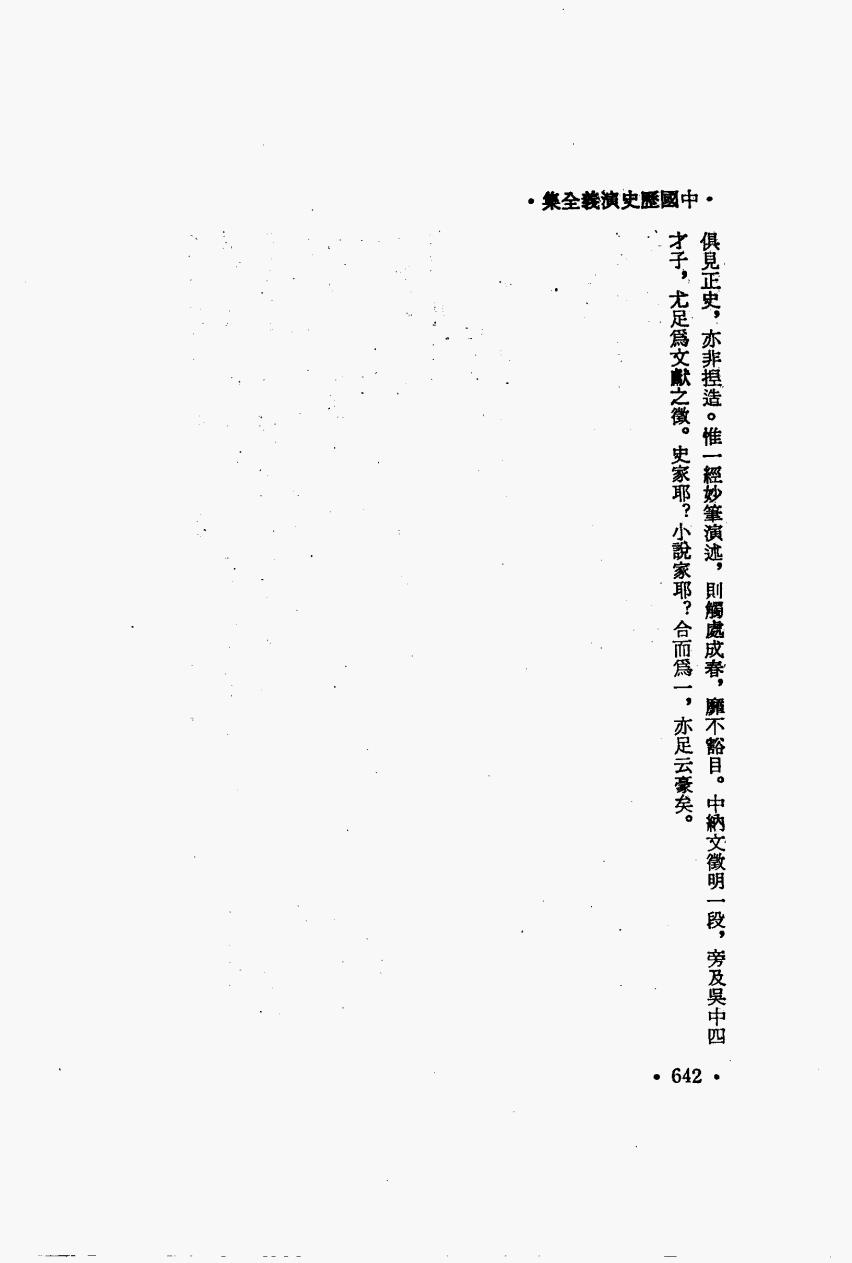 •中國歷史演義全集•
俱見正史，亦非捏造。惟一經妙筆演述，則觸處成春，靡不豁目。中納文徵明一段，旁及吳中四
才子，尤足爲文獻之徵。史家耶？小說家耶？合而爲一，亦足云豪矣。
•642•